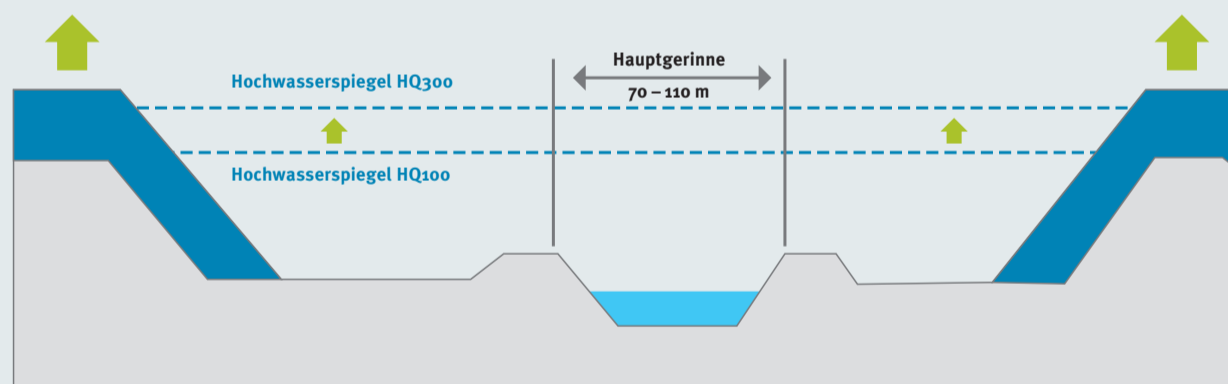 Hauptgerinne
70 – 110 m
Hochwasserspiegel HQ300
Hochwasserspiegel HQ100